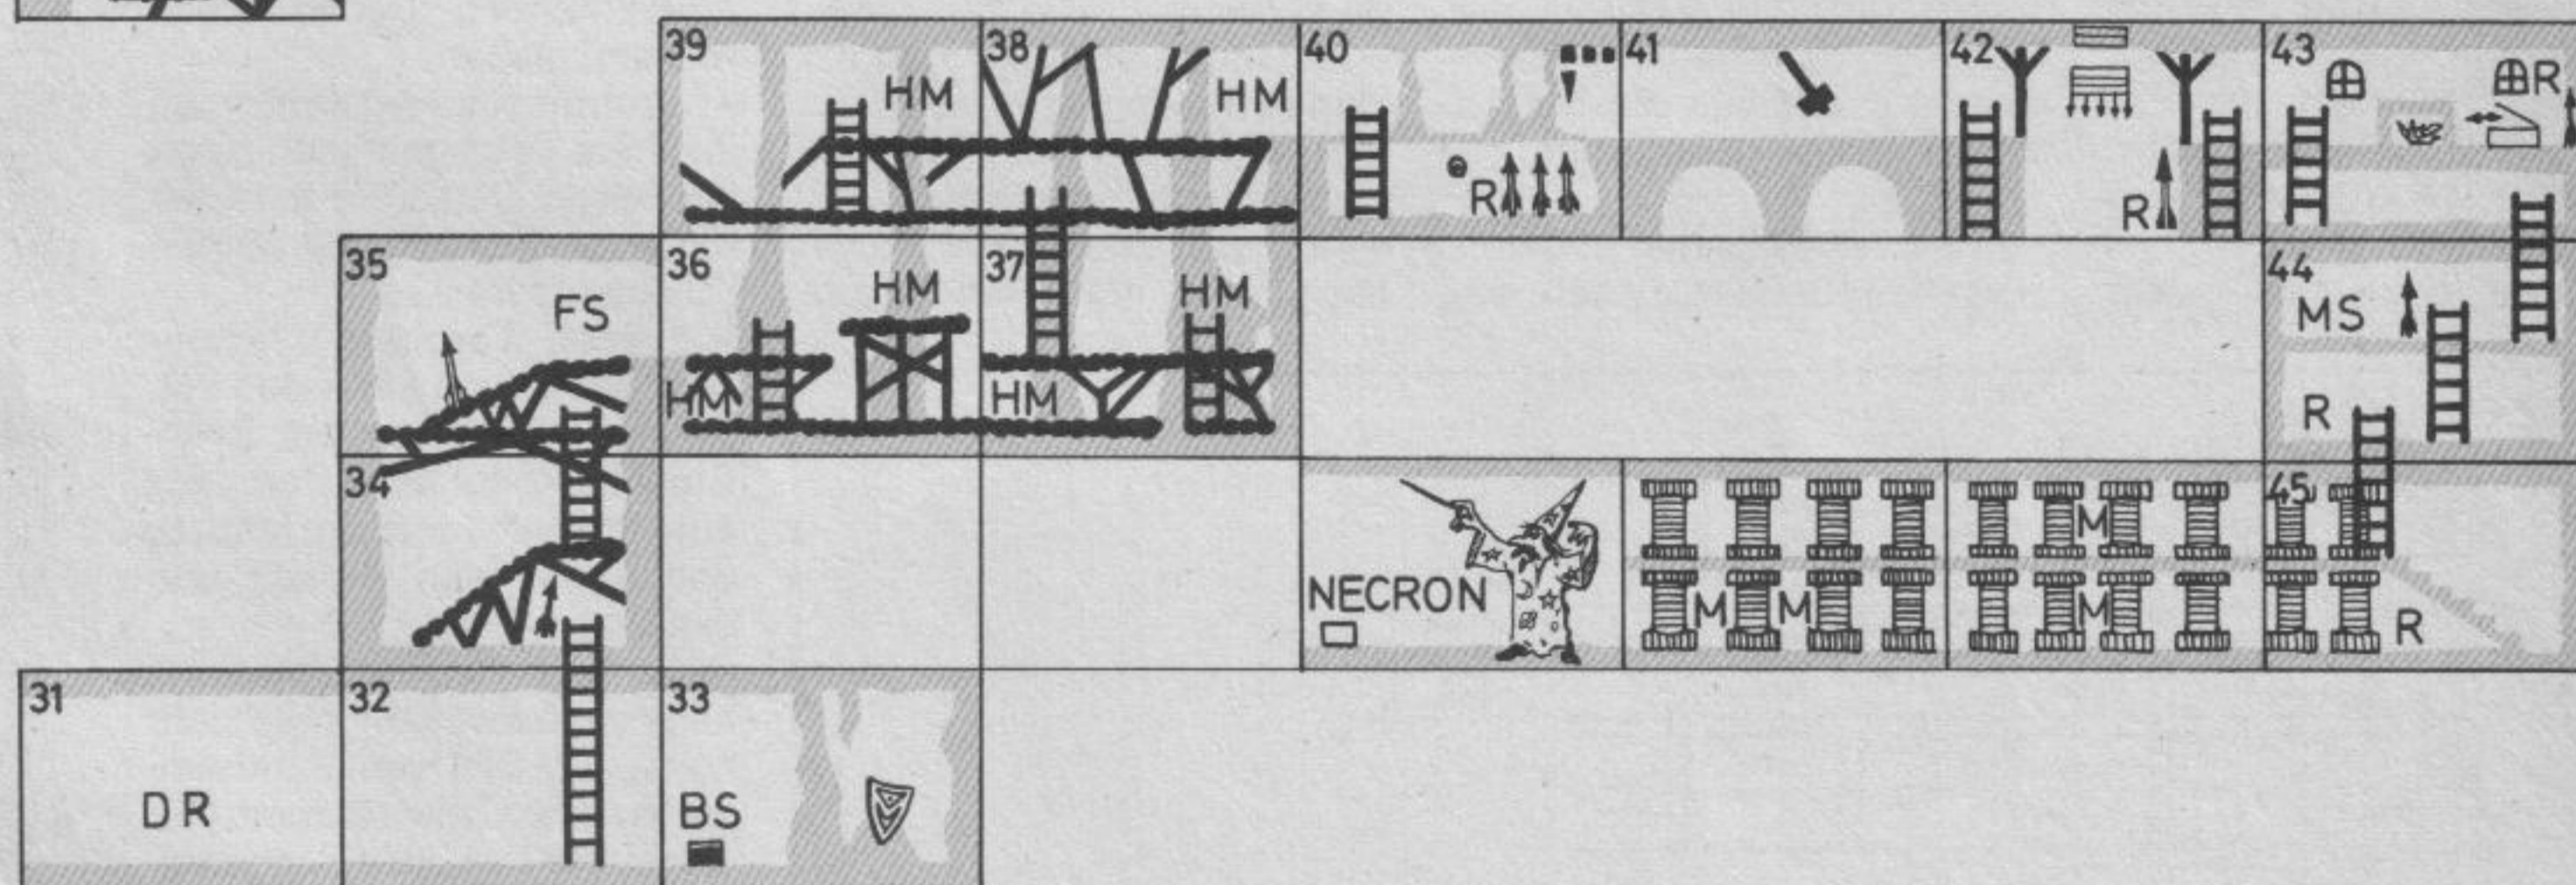 39 HM 38 HM 40 R 41 42 R 43 R
35 FS 36 HM HM 37 HM HM 44 MS R
34 NECRON M M M M 45 R
31 DR 32 33 BS